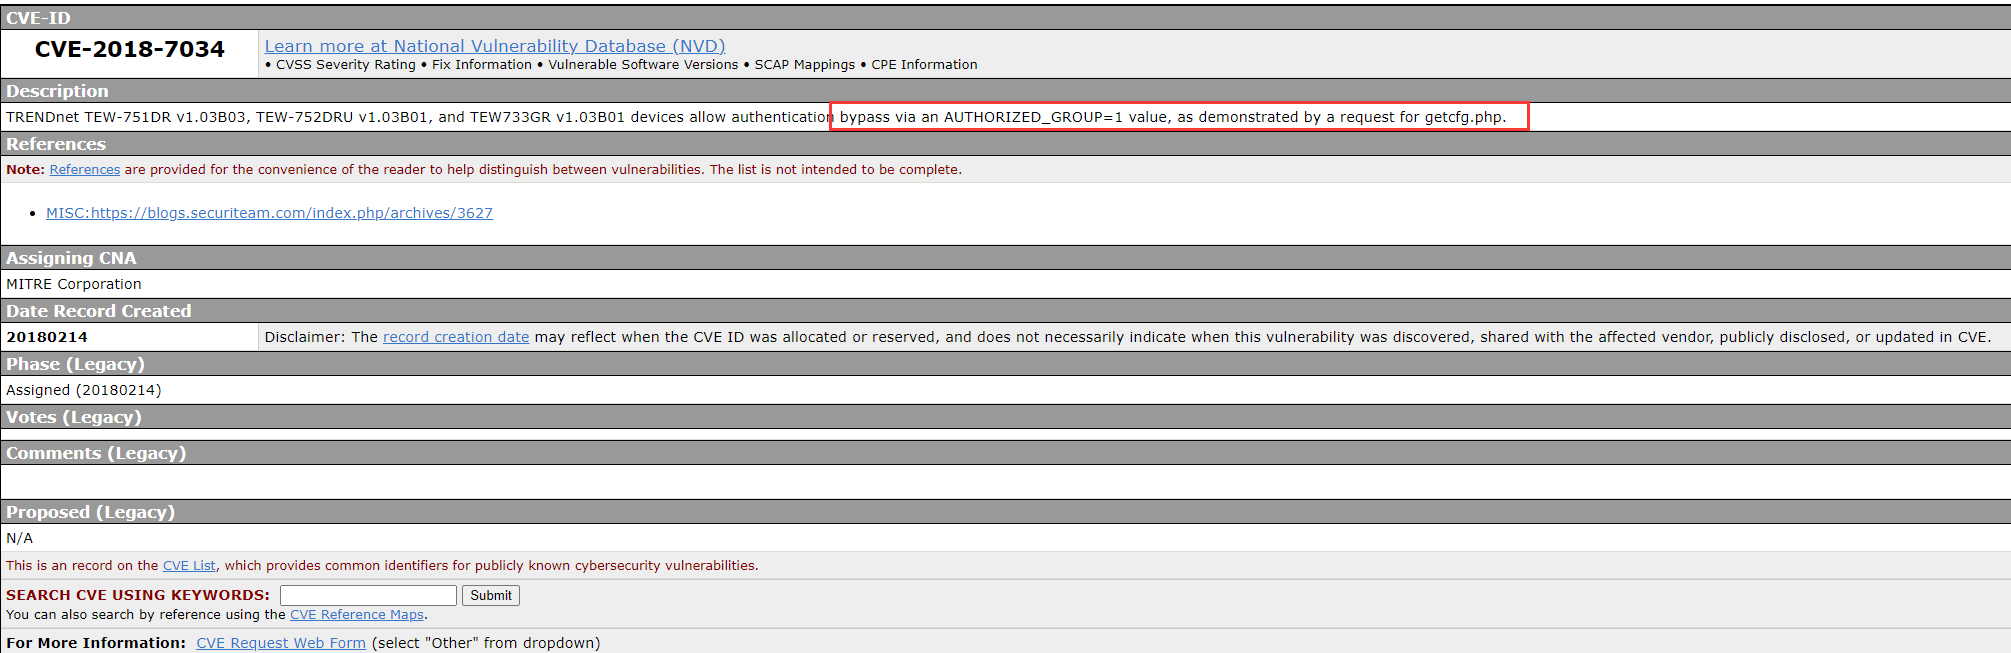 CVE-ID
CVE-2018-7034
Learn more at National Vulnerability Database (NVD)
• CVSS Severity Rating • Fix Information • Vulnerable Software Versions • SCAP Mappings • CPE Information
Description
TRENDnet TEW-751DR v1.03B03, TEW-752DRU v1.03B01, and TEW733GR v1.03B01 devices allow authentication bypass via an AUTHORIZED_GROUP=1 value, as demonstrated by a request for getcfg.php.
References
Note: References are provided for the convenience of the reader to help distinguish between vulnerabilities. The list is not intended to be complete.
• MISC:https://blogs.securiteam.com/index.php/archives/3627
Assigning CNA
MITRE Corporation
Date Record Created
20180214 Disclaimer: The record creation date may reflect when the CVE ID was allocated or reserved, and does not necessarily indicate when this vulnerability was discovered, shared with the affected vendor, publicly disclosed, or updated in CVE.
Phase (Legacy)
Assigned (20180214)
Votes (Legacy)
Comments (Legacy)
Proposed (Legacy)
N/A
This is an record on the CVE List, which provides common identifiers for publicly known cybersecurity vulnerabilities.
SEARCH CVE USING KEYWORDS: Submit
You can also search by reference using the CVE Reference Maps.
For More Information: CVE Request Web Form (select "Other" from dropdown)